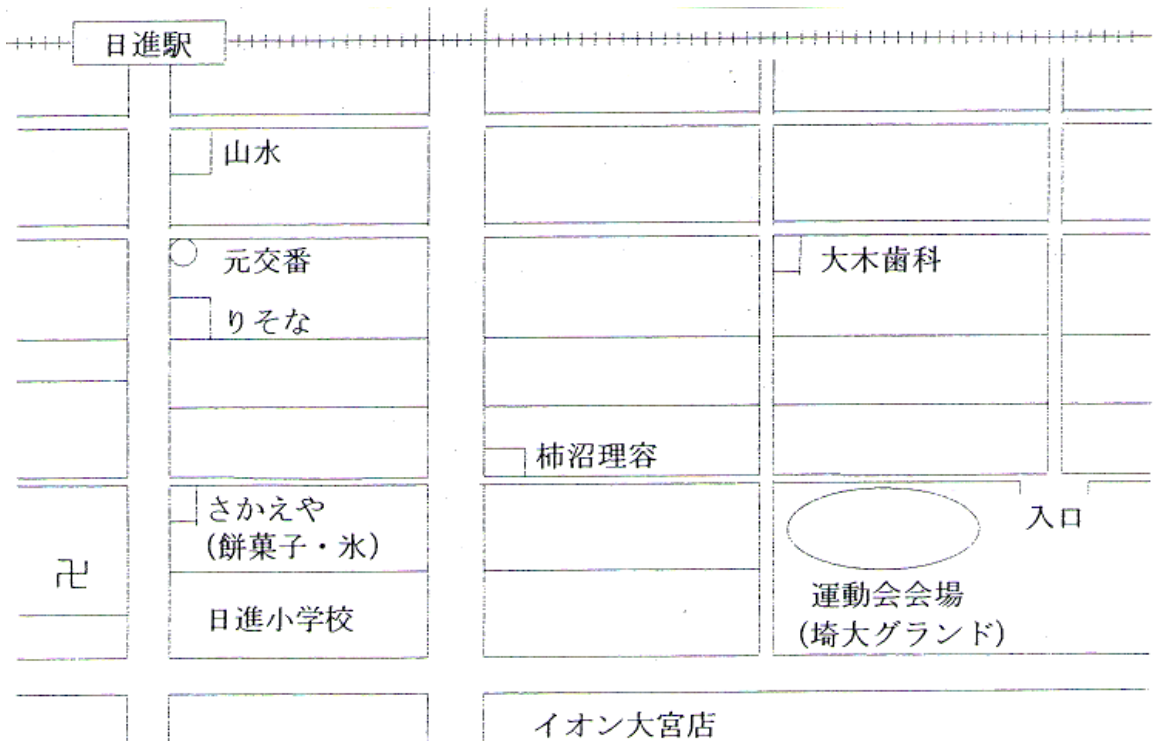 日進駅
山水
元交番
大木歯科
りそな
柿沼理容
さかえや
(餅菓子・氷)
入口
卍
運動会会場
日進小学校
(埼大グランド)
イオン大宮店